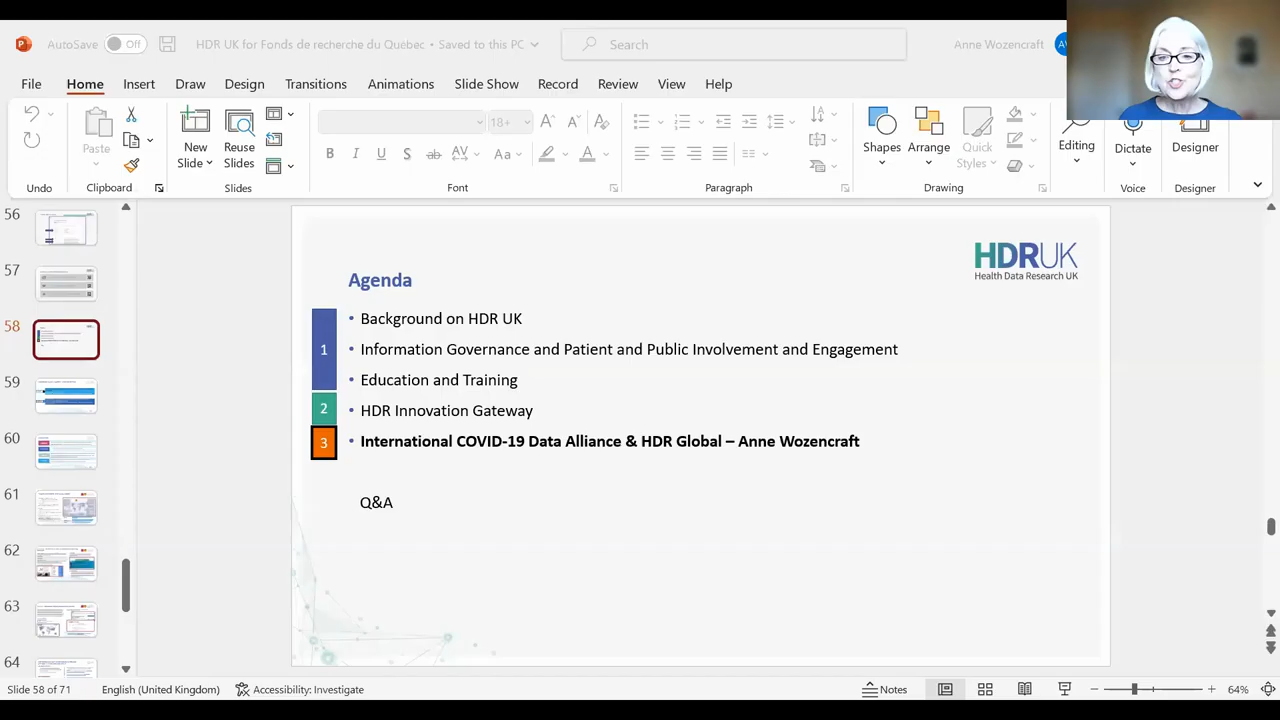 AutoSave Off HDR UK for Fonds de recherche du Québec • Saved to this PC Search Anne Wozencraft
File Home Insert Draw Design Transitions Animations Slide Show Record Review View Help
Paste New Slide Reuse Slides 18+ Shapes Arrange Quick Styles Editing Dictate Designer
B I U S ab AV Aa A
Undo Clipboard Slides Font Paragraph Drawing Voice Designer
56
57
58
59
60
61
62
63
64
HDRUK
Health Data Research UK
Agenda
• Background on HDR UK
1 • Information Governance and Patient and Public Involvement and Engagement
• Education and Training
2 • HDR Innovation Gateway
3 • International COVID-19 Data Alliance & HDR Global – Anne Wozencraft
Q&A
Slide 58 of 71 English (United Kingdom) Accessibility: Investigate Notes 64%